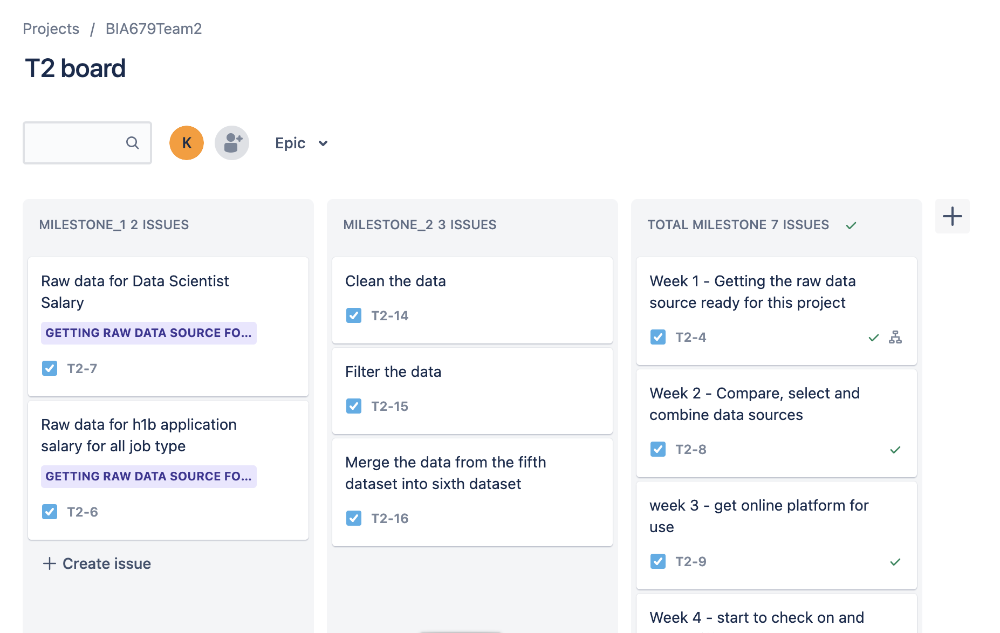 Projects / BIA679Team2
T2 board
K
Epic
MILESTONE_1 2 ISSUES
Raw data for Data Scientist
Salary
GETTING RAW DATA SOURCE FO...
T2-7
Raw data for h1b application
salary for all job type
GETTING RAW DATA SOURCE FO...
T2-6
+ Create issue
MILESTONE_2 3 ISSUES
Clean the data
T2-14
Filter the data
T2-15
Merge the data from the fifth
dataset into sixth dataset
T2-16
TOTAL MILESTONE 7 ISSUES
Week 1 - Getting the raw data
source ready for this project
T2-4
Week 2 - Compare, select and
combine data sources
T2-8
week 3 - get online platform for
use
T2-9
Week 4 - start to check on and